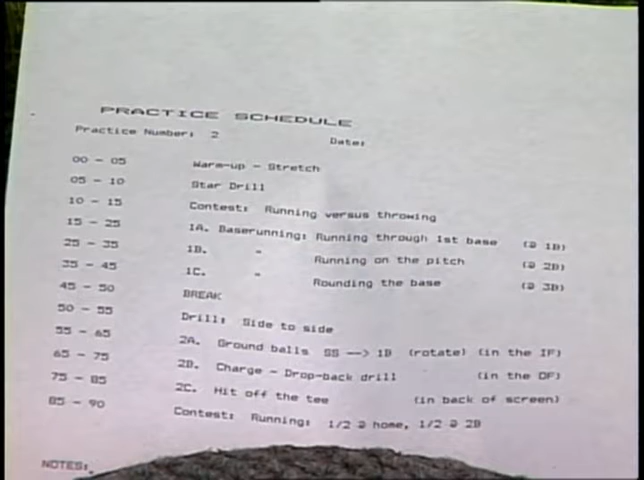 PRACTICE SCHEDULE
Practice Number: 2 Date:
00 - 05 Warm-up - Stretch
05 - 10 Star Drill
10 - 15 Contest: Running versus throwing
15 - 25 1A. Baserunning: Running through 1st base (@ 1B)
25 - 35 1B. " Running on the pitch (@ 2B)
35 - 45 1C. " Rounding the base (@ 3B)
45 - 50 BREAK
50 - 55 Drill: Side to side
55 - 65 2A. Ground balls SS --> 1B (rotate) (in the IF)
65 - 75 2B. Charge - Drop-back drill (in the OF)
75 - 85 2C. Hit off the tee (in back of screen)
85 - 90 Contest: Running: 1/2 @ home, 1/2 @ 2B
NOTES: